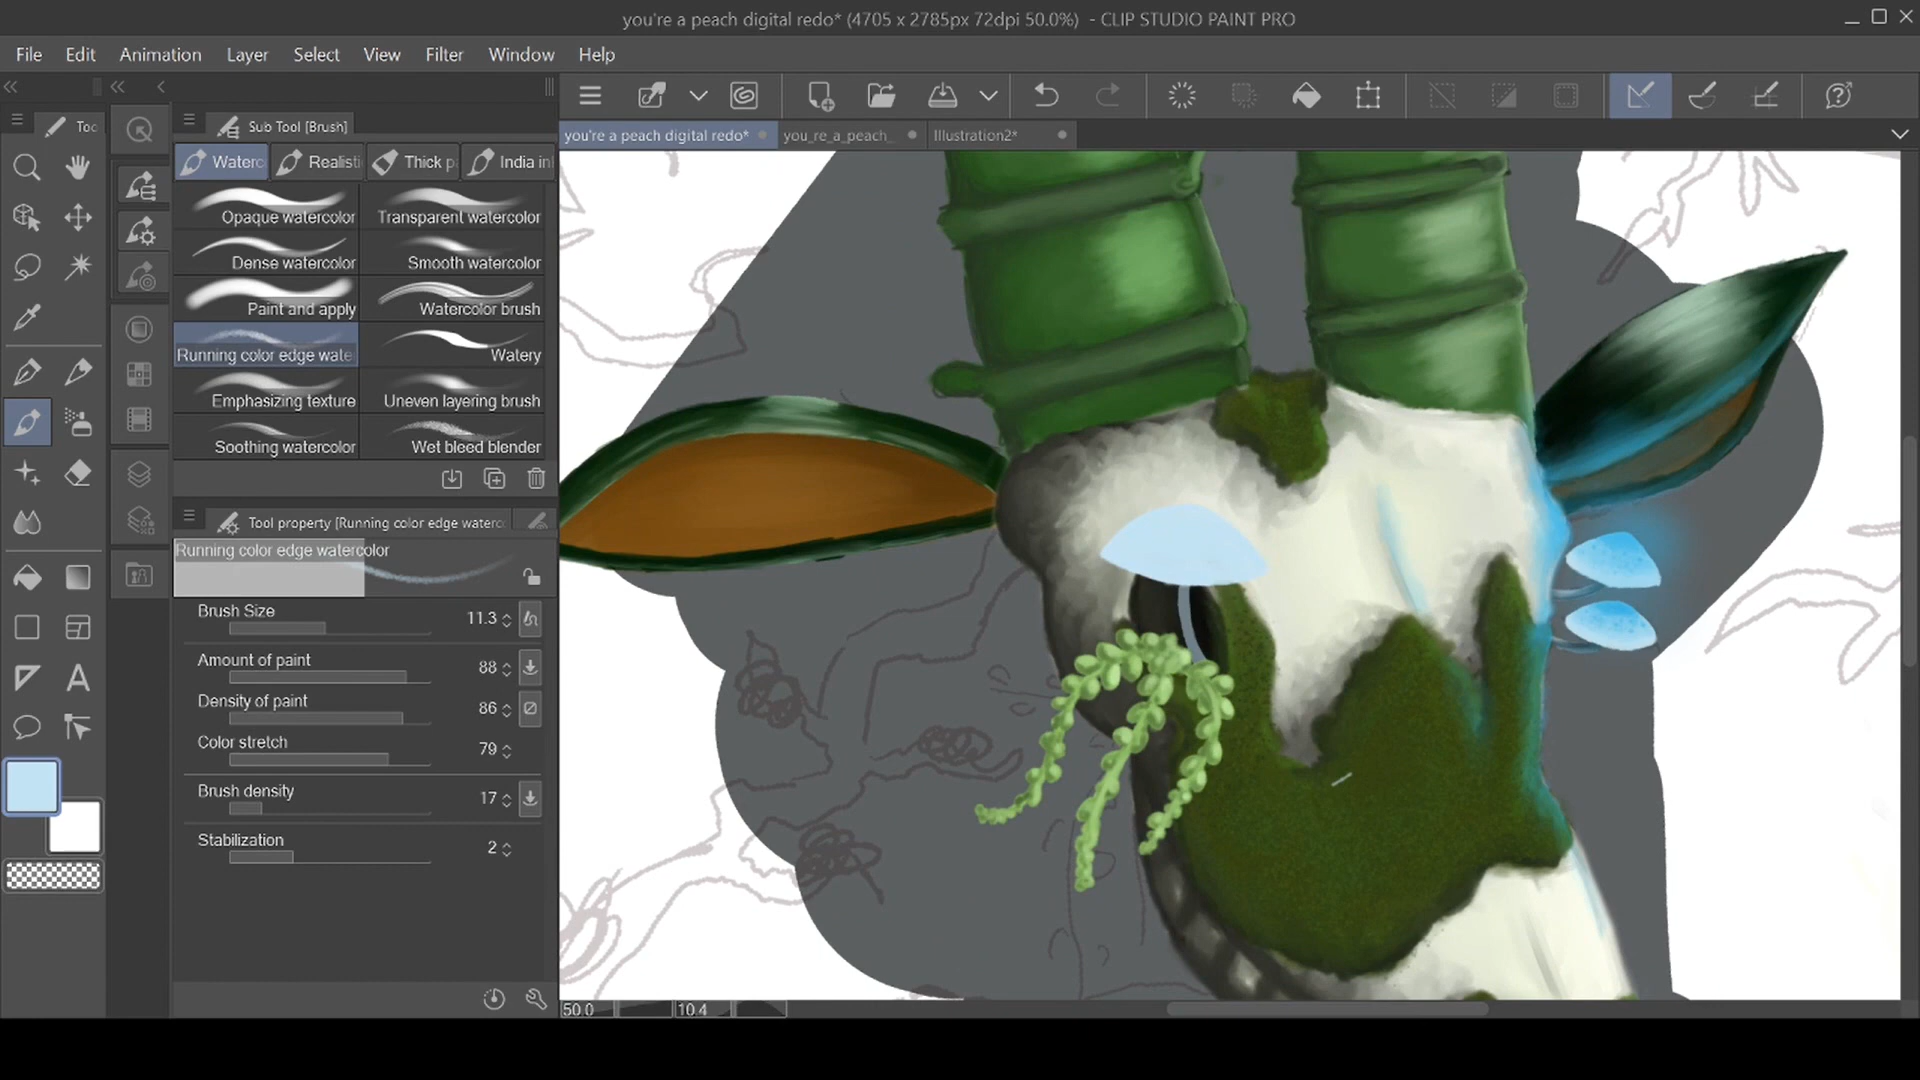 you're a peach digital redo* (4705 x 2785px 72dpi 50.0%) - CLIP STUDIO PAINT PRO
File Edit Animation Layer Select View Filter Window Help
Too
Sub Tool [Brush]
you're a peach digital redo* you_re_a_peach_ Illustration2*
Waterc Realisti Thick p India in
Opaque watercolor Transparent watercolor
Dense watercolor Smooth watercolor
Paint and apply Watercolor brush
Running color edge wate Watery
Emphasizing texture Uneven layering brush
Soothing watercolor Wet bleed blender
Tool property [Running color edge waterc
Running color edge watercolor
Brush Size 11.3
Amount of paint 88
Density of paint 86
Color stretch 79
Brush density 17
Stabilization 2
50.0 10.4